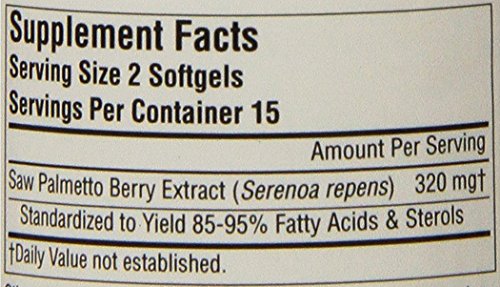 Supplement Facts
Serving Size 2 Softgels
Servings Per Container 15
Amount Per Serving
Saw Palmetto Berry Extract (Serenoa repens) 320 mg†
Standardized to Yield 85-95% Fatty Acids & Sterols
†Daily Value not established.